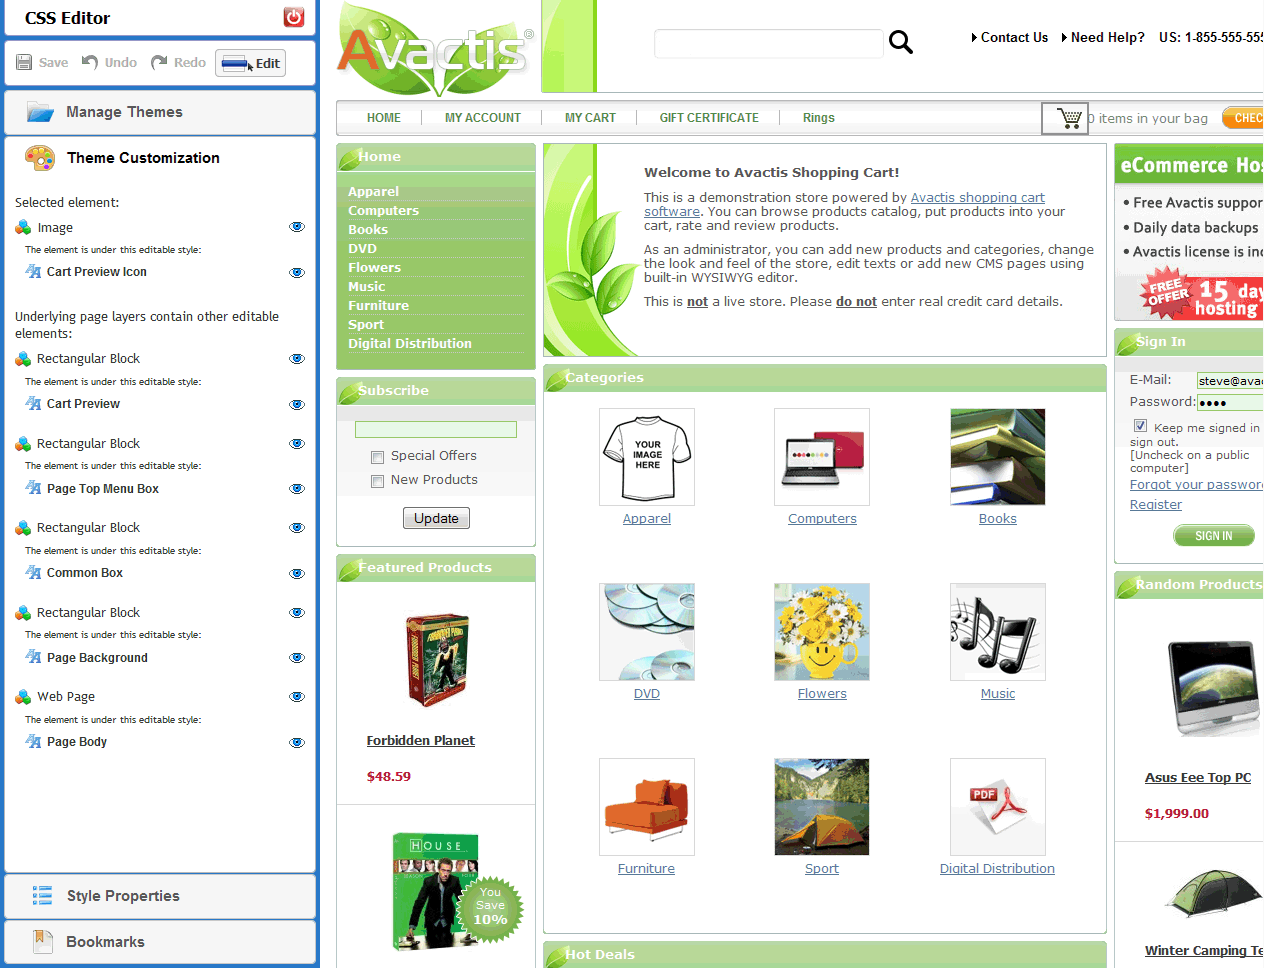 CSS Editor
Save
Undo
Redo
Edit
Manage Themes
Theme Customization
Selected element:
Image
The element is under this editable style:
Cart Preview Icon
Underlying page layers contain other editable
elements:
Rectangular Block
The element is under this editable style:
Cart Preview
Rectangular Block
The element is under this editable style:
Page Top Menu Box
Rectangular Block
The element is under this editable style:
Common Box
Rectangular Block
The element is under this editable style:
Page Background
Web Page
The element is under this editable style:
Page Body
Style Properties
Bookmarks
Avactis®
Contact Us
Need Help?
US: 1-855-555-555
HOME
MY ACCOUNT
MY CART
GIFT CERTIFICATE
Rings
0 items in your bag
CHEC
Home
Apparel
Computers
Books
DVD
Flowers
Music
Furniture
Sport
Digital Distribution
Subscribe
Special Offers
New Products
Update
Featured Products
Forbidden Planet
$48.59
HOUSE
You
Save
10%
Welcome to Avactis Shopping Cart!
This is a demonstration store powered by Avactis shopping cart
software. You can browse products catalog, put products into your
cart, rate and review products.
As an administrator, you can add new products and categories, change
the look and feel of the store, edit texts or add new CMS pages using
built-in WYSIWYG editor.
This is not a live store. Please do not enter real credit card details.
Categories
YOUR
IMAGE
HERE
Apparel
Computers
Books
DVD
Flowers
Music
PDF
Furniture
Sport
Digital Distribution
Hot Deals
eCommerce Hos
• Free Avactis suppor
• Daily data backups
• Avactis license is inc
FREE
OFFER
15 day
hosting
Sign In
E-Mail:
steve@avac
Password:
••••
Keep me signed in
sign out.
[Uncheck on a public
computer]
Forgot your password
Register
SIGN IN
Random Products
Asus Eee Top PC
$1,999.00
Winter Camping Te